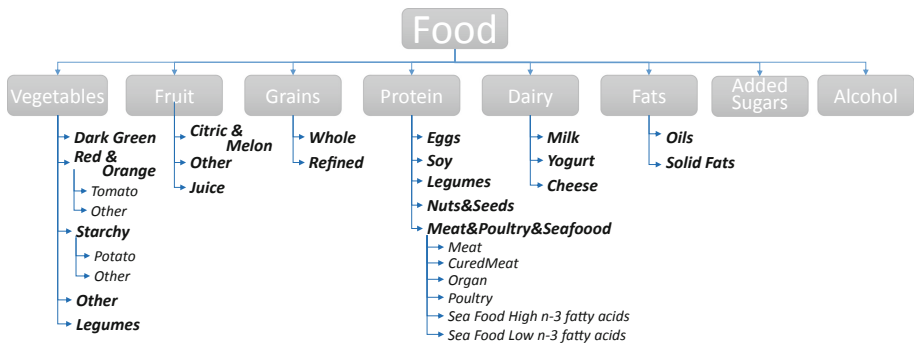 Food
Vegetables
Dark Green
Red &
Orange
Tomato
Other
Starchy
Potato
Other
Other
Legumes
Fruit
Citric &
Melon
Other
Juice
Grains
Whole
Refined
Protein
Eggs
Soy
Legumes
Nuts&Seeds
Meat&Poultry&Seafoood
Meat
CuredMeat
Organ
Poultry
Sea Food High n-3 fatty acids
Sea Food Low n-3 fatty acids
Dairy
Milk
Yogurt
Cheese
Fats
Oils
Solid Fats
Added
Sugars
Alcohol